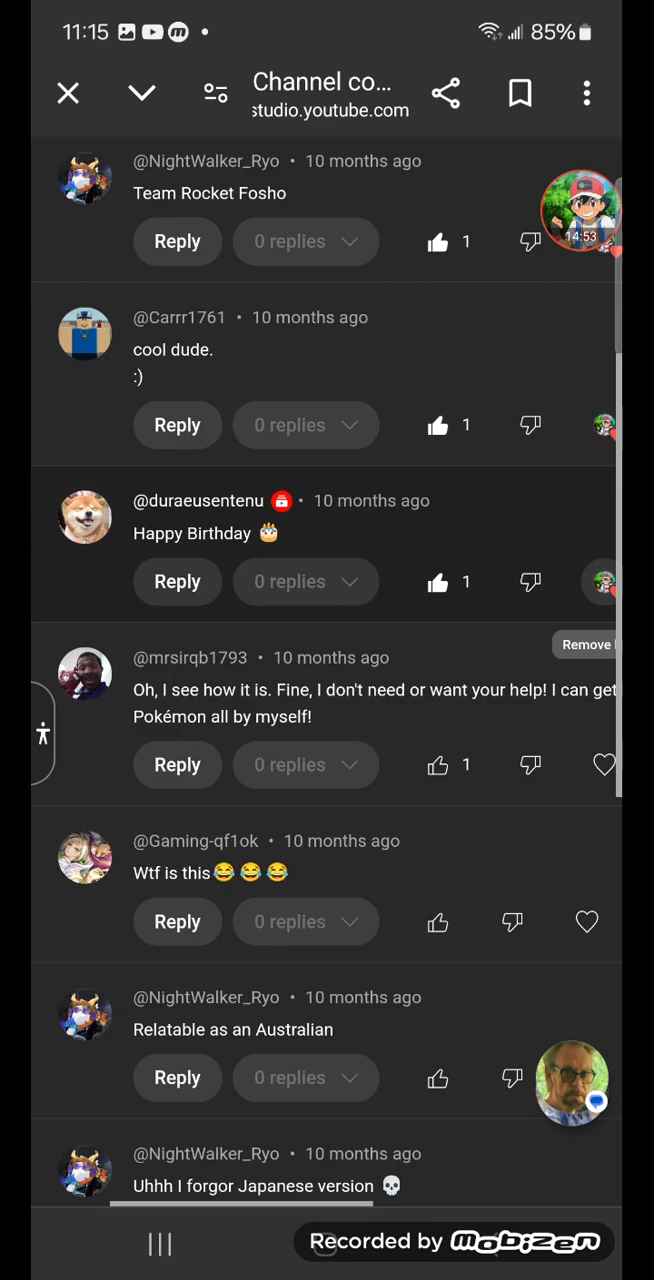 11:15
85%
Channel co...
studio.youtube.com
@NightWalker_Ryo • 10 months ago
Team Rocket Fosho
14:53
Reply
0 replies
1
@Carrr1761 • 10 months ago
cool dude.
:)
Reply
0 replies
1
@duraeusentenu • 10 months ago
Happy Birthday 🎂
Reply
0 replies
1
Remove
@mrsirqb1793 • 10 months ago
Oh, I see how it is. Fine, I don't need or want your help! I can get
Pokémon all by myself!
Reply
0 replies
1
@Gaming-qf1ok • 10 months ago
Wtf is this😂😂😂
Reply
0 replies
@NightWalker_Ryo • 10 months ago
Relatable as an Australian
Reply
0 replies
@NightWalker_Ryo • 10 months ago
Uhhh I forgor Japanese version 💀
Recorded by mobizen